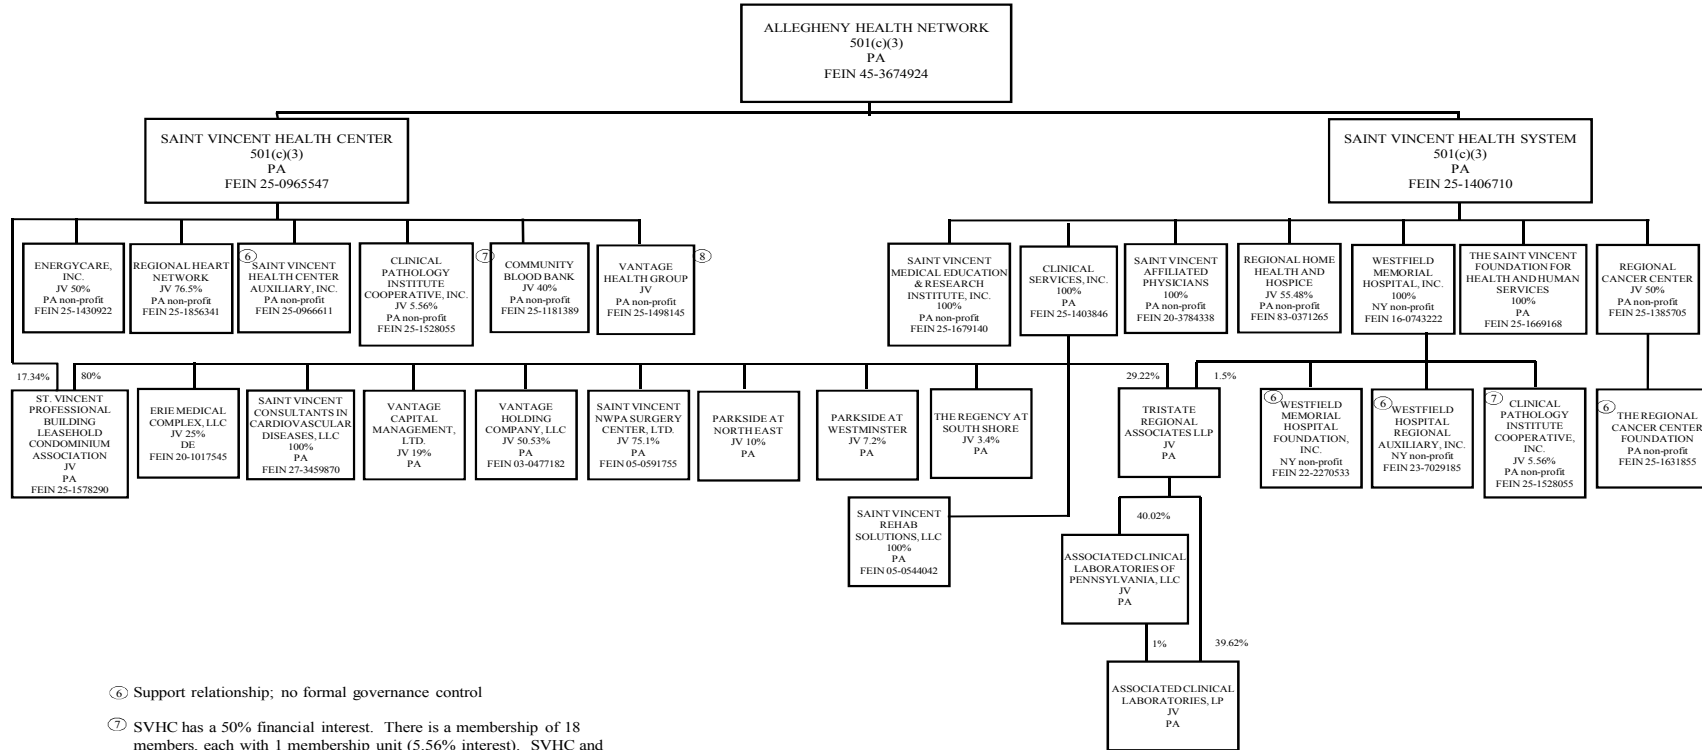 ALLEGHENY HEALTH NETWORK
501(c)(3)
PA
FEIN 45-3674924
SAINT VINCENT HEALTH CENTER
501(c)(3)
PA
FEIN 25-0965547
SAINT VINCENT HEALTH SYSTEM
501(c)(3)
PA
FEIN 25-1406710
ENERGYCARE,
INC.
JV 50%
PA non-profit
FEIN 25-1430922
REGIONAL HEART
NETWORK
JV 76.5%
PA non-profit
FEIN 25-1856341
6
SAINT VINCENT
HEALTH CENTER
AUXILIARY, INC.
PA non-profit
FEIN 25-0966611
CLINICAL
PATHOLOGY
INSTITUTE
COOPERATIVE, INC.
JV 5.56%
PA non-profit
FEIN 25-1528055
7
COMMUNITY
BLOOD BANK
JV 40%
PA non-profit
FEIN 25-1181389
VANTAGE
HEALTH GROUP
JV
PA non-profit
FEIN 25-1498145
8
SAINT VINCENT
MEDICAL EDUCATION
& RESEARCH
INSTITUTE, INC.
100%
PA non-profit
FEIN 25-1679140
CLINICAL
SERVICES, INC.
100%
PA
FEIN 25-1403846
SAINT VINCENT
AFFILIATED
PHYSICIANS
100%
PA non-profit
FEIN 20-3784338
REGIONAL HOME
HEALTH AND
HOSPICE
JV 55.48%
PA non-profit
FEIN 83-0371265
WESTFIELD
MEMORIAL
HOSPITAL, INC.
100%
NY non-profit
FEIN 16-0743222
THE SAINT VINCENT
FOUNDATION FOR
HEALTH AND HUMAN
SERVICES
100%
PA
FEIN 25-1669168
REGIONAL
CANCER CENTER
JV 50%
PA non-profit
FEIN 25-1385705
17.34%
80%
29.22%
1.5%
ST. VINCENT
PROFESSIONAL
BUILDING
LEASEHOLD
CONDOMINIUM
ASSOCIATION
JV
PA
FEIN 25-1578290
ERIE MEDICAL
COMPLEX, LLC
JV 25%
DE
FEIN 20-1017545
SAINT VINCENT
CONSULTANTS IN
CARDIOVASCULAR
DISEASES, LLC
100%
PA
FEIN 27-3459870
VANTAGE
CAPITAL
MANAGEMENT,
LTD.
JV 19%
PA
VANTAGE
HOLDING
COMPANY, LLC
JV 50.53%
PA
FEIN 03-0477182
SAINT VINCENT
NWPA SURGERY
CENTER, LTD.
JV 75.1%
PA
FEIN 05-0591755
PARKSIDE AT
NORTH EAST
JV 10%
PA
PARKSIDE AT
WESTMINSTER
JV 7.2%
PA
THE REGENCY AT
SOUTH SHORE
JV 3.4%
PA
TRISTATE
REGIONAL
ASSOCIATES LLP
JV
PA
6
WESTFIELD
MEMORIAL
HOSPITAL
FOUNDATION,
INC.
NY non-profit
FEIN 22-2270533
6
WESTFIELD
HOSPITAL
REGIONAL
AUXILIARY, INC.
NY non-profit
FEIN 23-7029185
7
CLINICAL
PATHOLOGY
INSTITUTE
COOPERATIVE,
INC.
JV 5.56%
PA non-profit
FEIN 25-1528055
6
THE REGIONAL
CANCER CENTER
FOUNDATION
PA non-profit
FEIN 25-1631855
SAINT VINCENT
REHAB
SOLUTIONS, LLC
100%
PA
FEIN 05-0544042
40.02%
ASSOCIATED CLINICAL
LABORATORIES OF
PENNSYLVANIA, LLC
JV
PA
1%
39.62%
ASSOCIATED CLINICAL
LABORATORIES, LP
JV
PA
6 Support relationship; no formal governance control
7 SVHC has a 50% financial interest. There is a membership of 18
members, each with 1 membership unit (5.56% interest). SVHC and